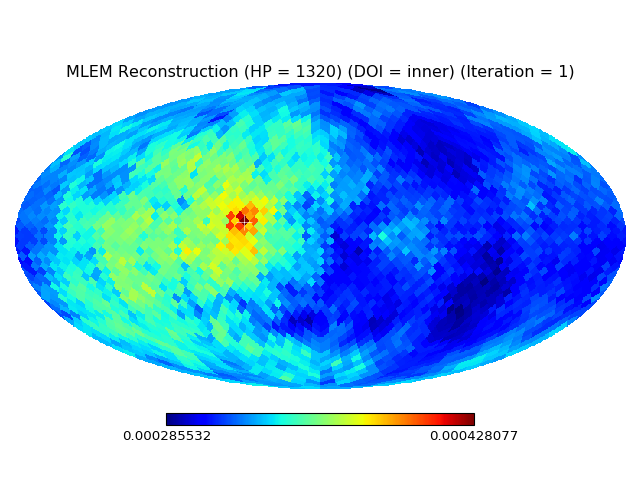 MLEM Reconstruction (HP = 1320) (DOI = inner) (Iteration = 1)
0.000285532 0.000428077